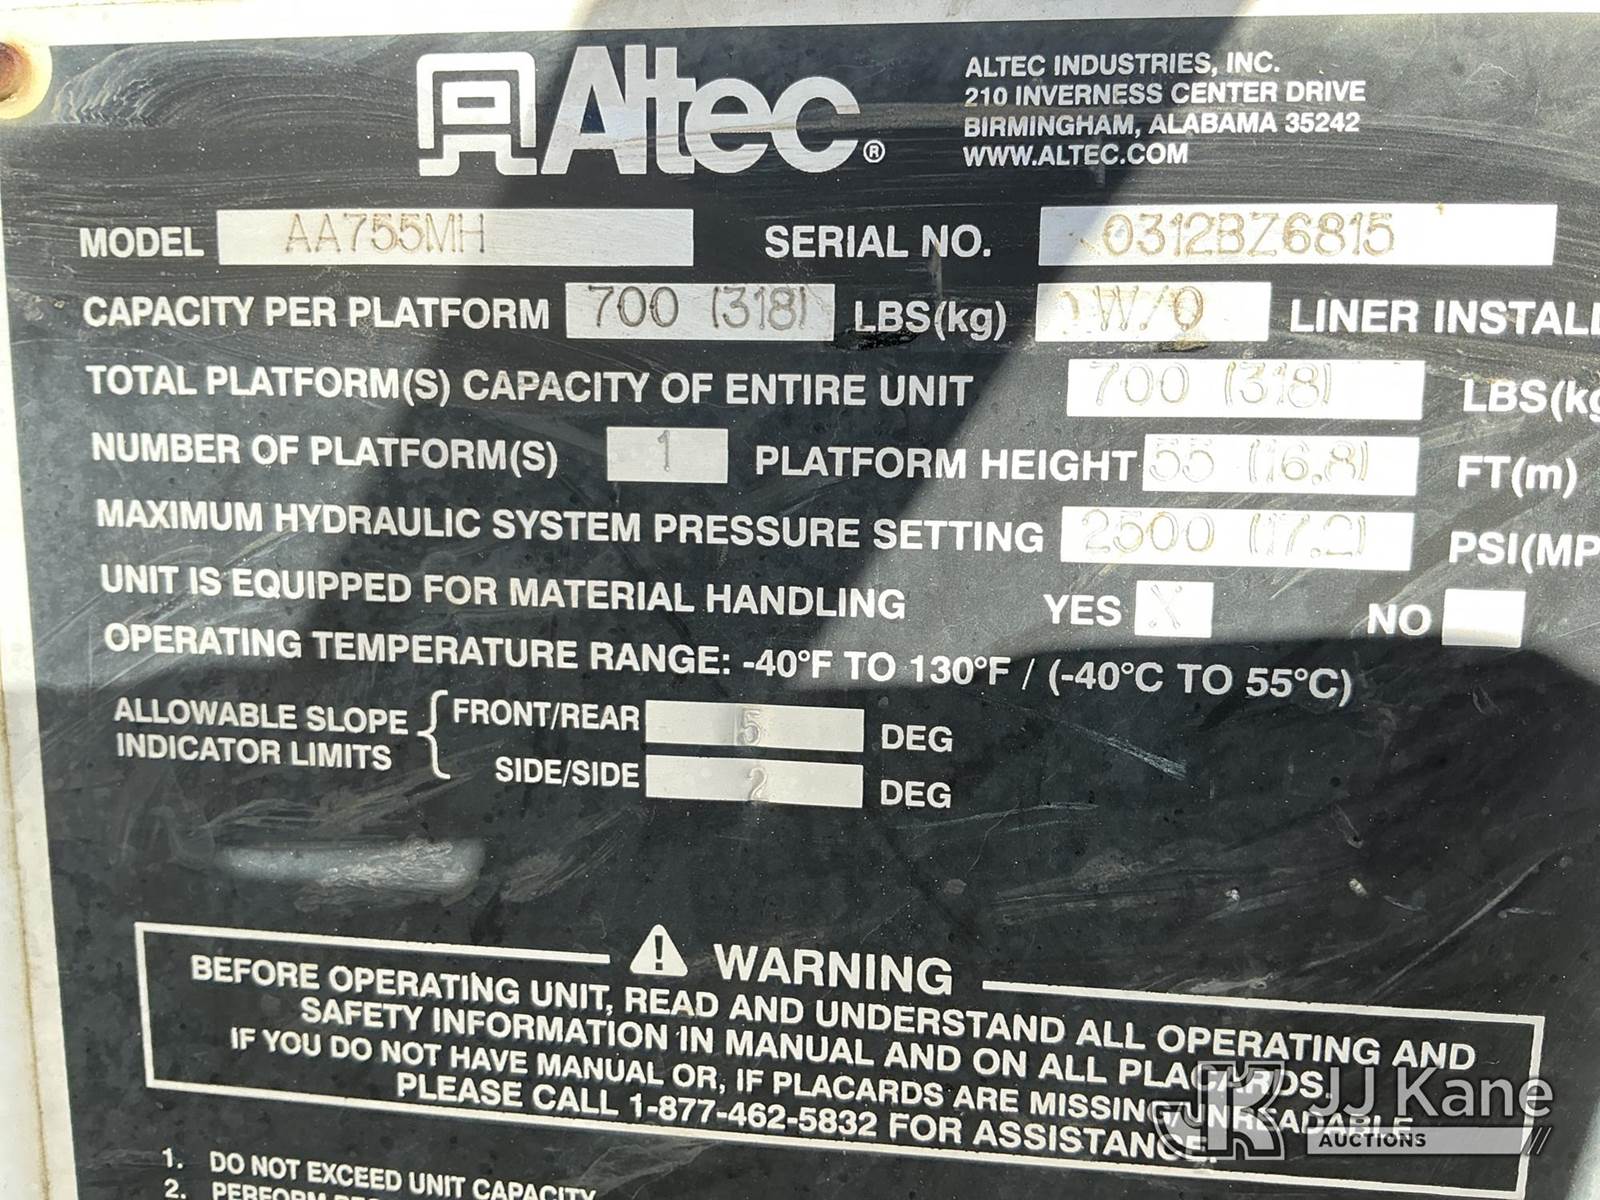 Altec®
ALTEC INDUSTRIES, INC.
210 INVERNESS CENTER DRIVE
BIRMINGHAM, ALABAMA 35242
WWW.ALTEC.COM
MODEL AA755MH SERIAL NO. 0312BZ6815
CAPACITY PER PLATFORM 700 (318) LBS(kg) W/O LINER INSTALL
TOTAL PLATFORM(S) CAPACITY OF ENTIRE UNIT 700 (318) LBS(kg
NUMBER OF PLATFORM(S) 1 PLATFORM HEIGHT 55 (16.8) FT(m)
MAXIMUM HYDRAULIC SYSTEM PRESSURE SETTING 2500 (17.2) PSI(MP
UNIT IS EQUIPPED FOR MATERIAL HANDLING YES X NO
OPERATING TEMPERATURE RANGE: -40°F TO 130°F / (-40°C TO 55°C)
ALLOWABLE SLOPE INDICATOR LIMITS { FRONT/REAR 5 DEG
SIDE/SIDE 2 DEG
WARNING
BEFORE OPERATING UNIT, READ AND UNDERSTAND ALL OPERATING AND
SAFETY INFORMATION IN MANUAL AND ON ALL PLACARDS.
IF YOU DO NOT HAVE MANUAL OR, IF PLACARDS ARE MISSING/UNREADABLE
PLEASE CALL 1-877-462-5832 FOR ASSISTANCE.
1. DO NOT EXCEED UNIT CAPACITY
2. PERFORM
JK JJ Kane
AUCTIONS